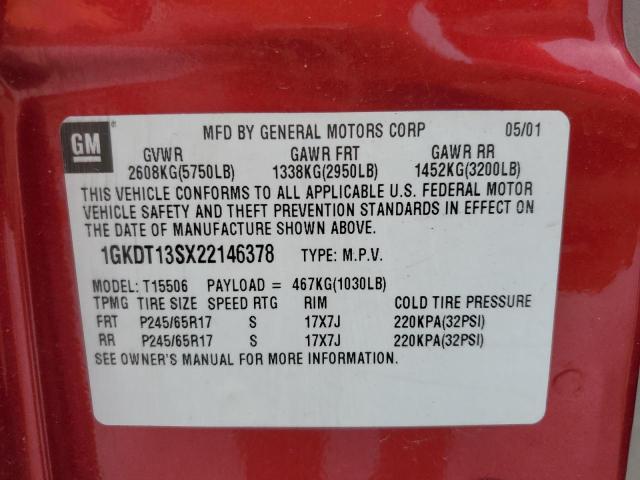 GM ® MFD BY GENERAL MOTORS CORP 05/01
GVWR GAWR FRT GAWR RR
2608KG(5750LB) 1338KG(2950LB) 1452KG(3200LB)
THIS VEHICLE CONFORMS TO ALL APPLICABLE U.S. FEDERAL MOTOR
VEHICLE SAFETY AND THEFT PREVENTION STANDARDS IN EFFECT ON
THE DATE OF MANUFACTURE SHOWN ABOVE.
1GKDT13SX22146378 TYPE: M.P.V.
MODEL: T15506 PAYLOAD = 467KG(1030LB)
TPMG TIRE SIZE SPEED RTG RIM COLD TIRE PRESSURE
FRT P245/65R17 S 17X7J 220KPA(32PSI)
RR P245/65R17 S 17X7J 220KPA(32PSI)
SEE OWNER'S MANUAL FOR MORE INFORMATION.